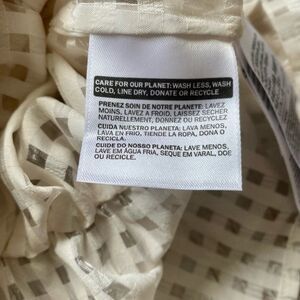 CARE FOR OUR PLANET: WASH LESS, WASH
COLD, LINE DRY, DONATE OR RECYCLE
PRENEZ SOIN DE NOTRE PLANETE: LAVEZ
MOINS, LAVEZ A FROID, LAISSEZ SECHER
NATURELLEMENT, DONNEZ OU RECYCLEZ
CUIDA NUESTRO PLANETA: LAVA MENOS,
LAVA EN FRIO, TIENDE LA ROPA, DONA O
RECICLA.
CUIDE DO NOSSO PLANETA: LAVE MENOS,
LAVE EM ÁGUA FRIA, SEQUE EM VARAL, DOE
OU RECICLE.